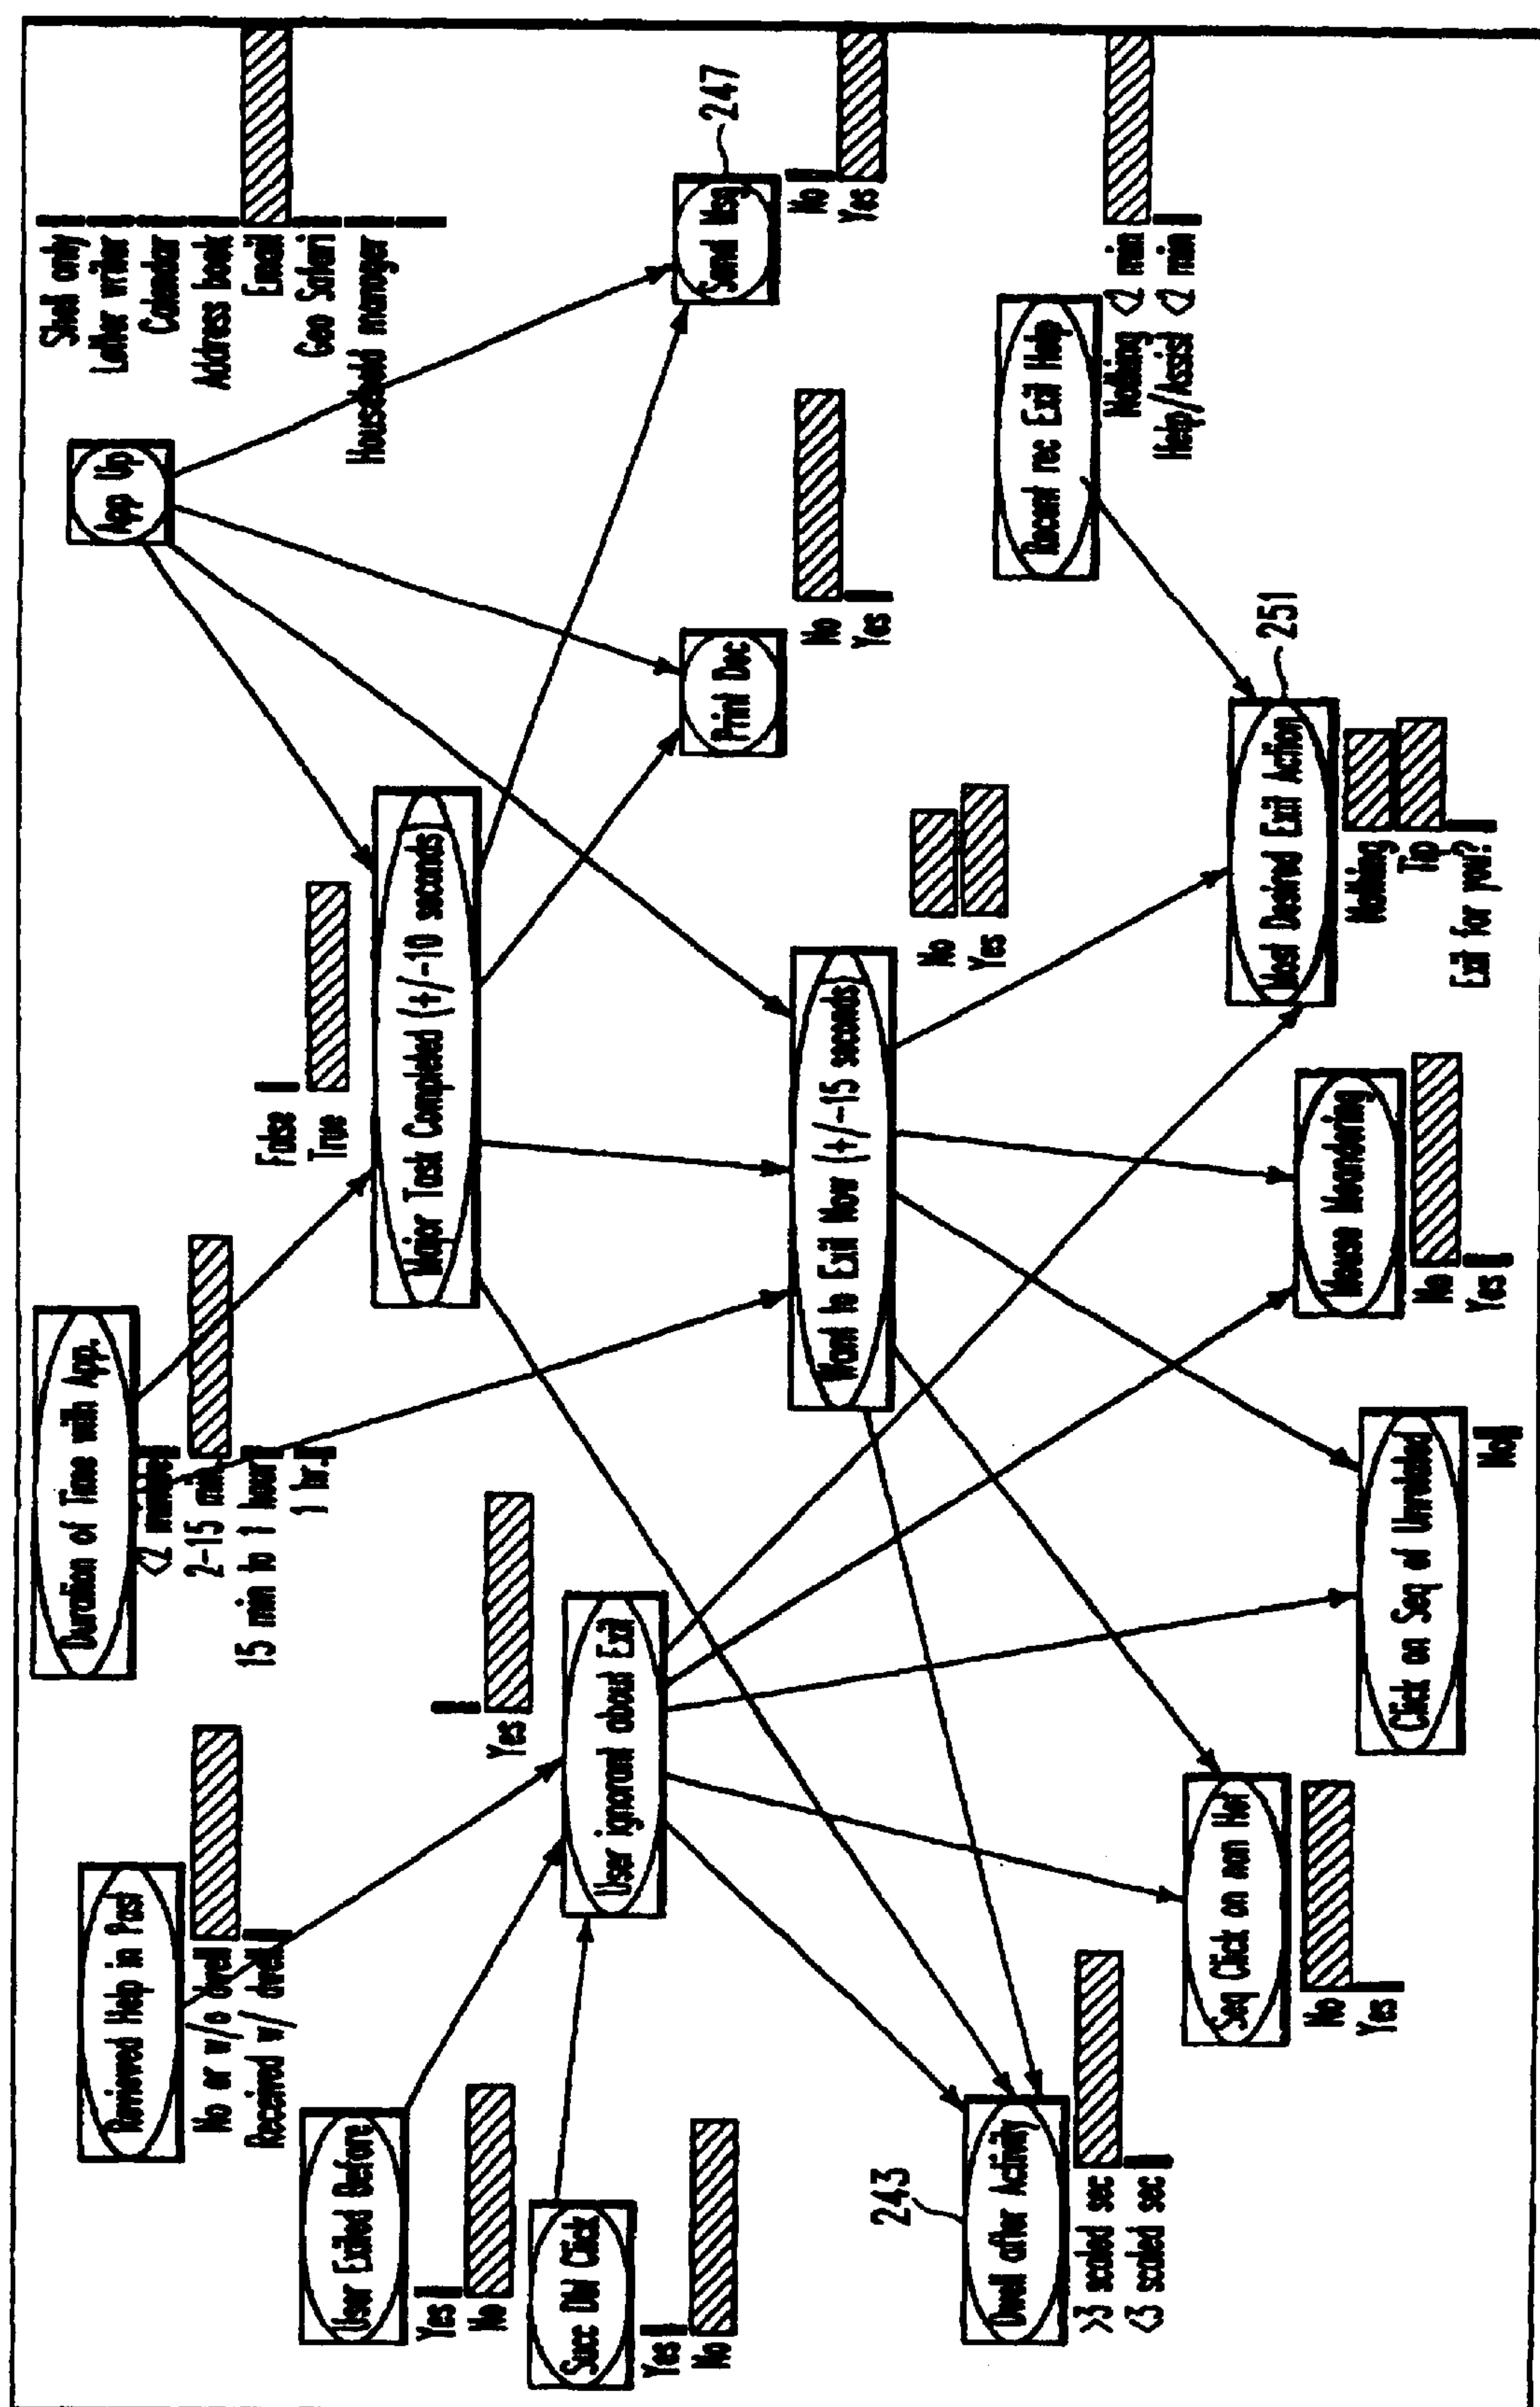 Reviewed Help in Past
No or w/o dwell
Received w/ dwell
Duration of Time with App.
<2 minutes
2-15 min.
15 min to 1 hour
1 hr.
App Up
Shell only
Letter writer
Calendar
Address book
Email
Geo Safari
Household manager
User Exited Before
Yes
No
Succ Dbl Click
Yes
No
Yes
User ignorant about Exit
False
True
Major Task Completed (+/-10 seconds)
Print Doc
No
Yes
Send Msg
247
No
Yes
Want to Exit Now (+/-15 seconds)
No
Yes
Recent rec Exit Help
Nothing <2 min
Help/Assist <2 min
243
Dwell after Activity
>3 scaled sec
<3 scaled sec
Seq Click on non Hot
No
Yes
Click on Seq of Unrelated
No
Mouse Meandering
No
Yes
Most Desired Exit Action
251
Nothing
Tip
Exit for you?